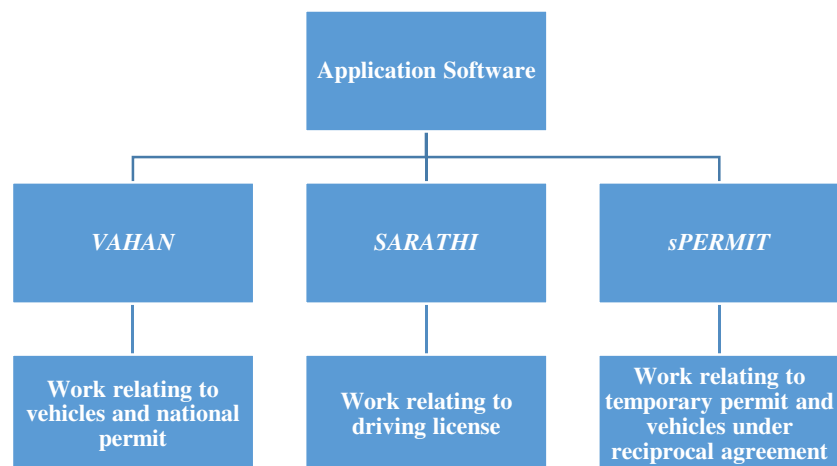 Application Software
VAHAN
SARATHI
sPERMIT
Work relating to
vehicles and national
permit
Work relating to
driving license
Work relating to
temporary permit and
vehicles under
reciprocal agreement